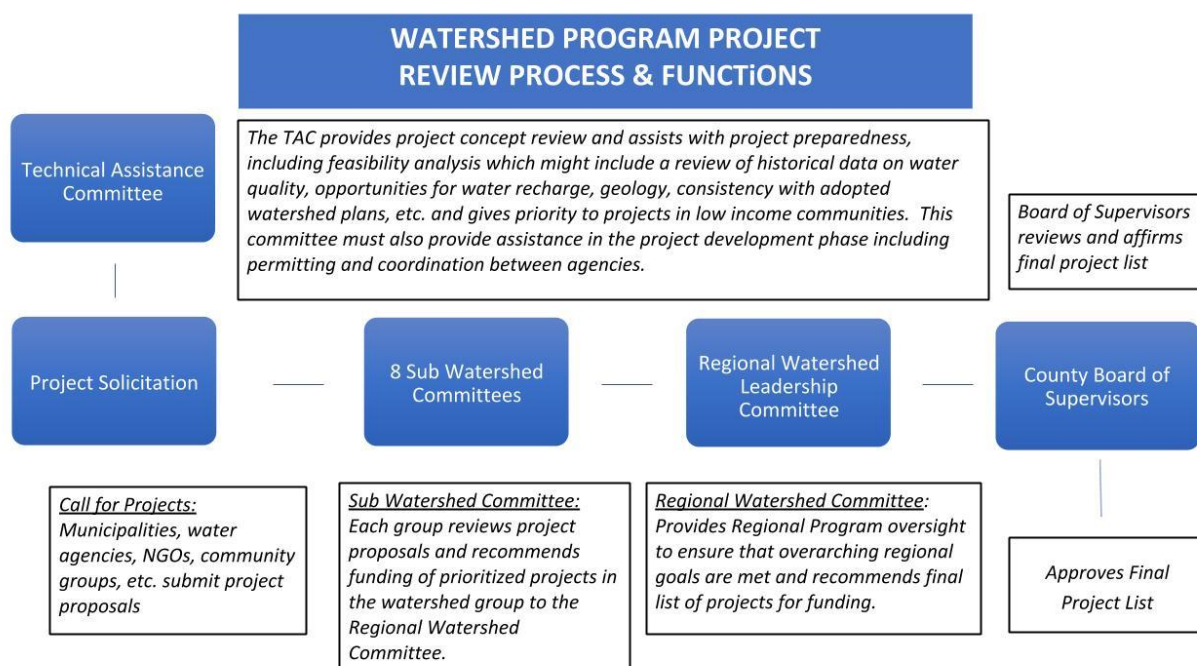 WATERSHED PROGRAM PROJECT
REVIEW PROCESS & FUNCTiONS
Technical Assistance
Committee
The TAC provides project concept review and assists with project preparedness,
including feasibility analysis which might include a review of historical data on water
quality, opportunities for water recharge, geology, consistency with adopted
watershed plans, etc. and gives priority to projects in low income communities.  This
committee must also provide assistance in the project development phase including
permitting and coordination between agencies.
Board of Supervisors
reviews and affirms
final project list
Project Solicitation
8 Sub Watershed
Committees
Regional Watershed
Leadership
Committee
County Board of
Supervisors
Call for Projects:
Municipalities, water
agencies, NGOs, community
groups, etc. submit project
proposals
Sub Watershed Committee:
Each group reviews project
proposals and recommends
funding of prioritized projects in
the watershed group to the
Regional Watershed
Committee.
Regional Watershed Committee:
Provides Regional Program oversight
to ensure that overarching regional
goals are met and recommends final
list of projects for funding.
Approves Final
Project List